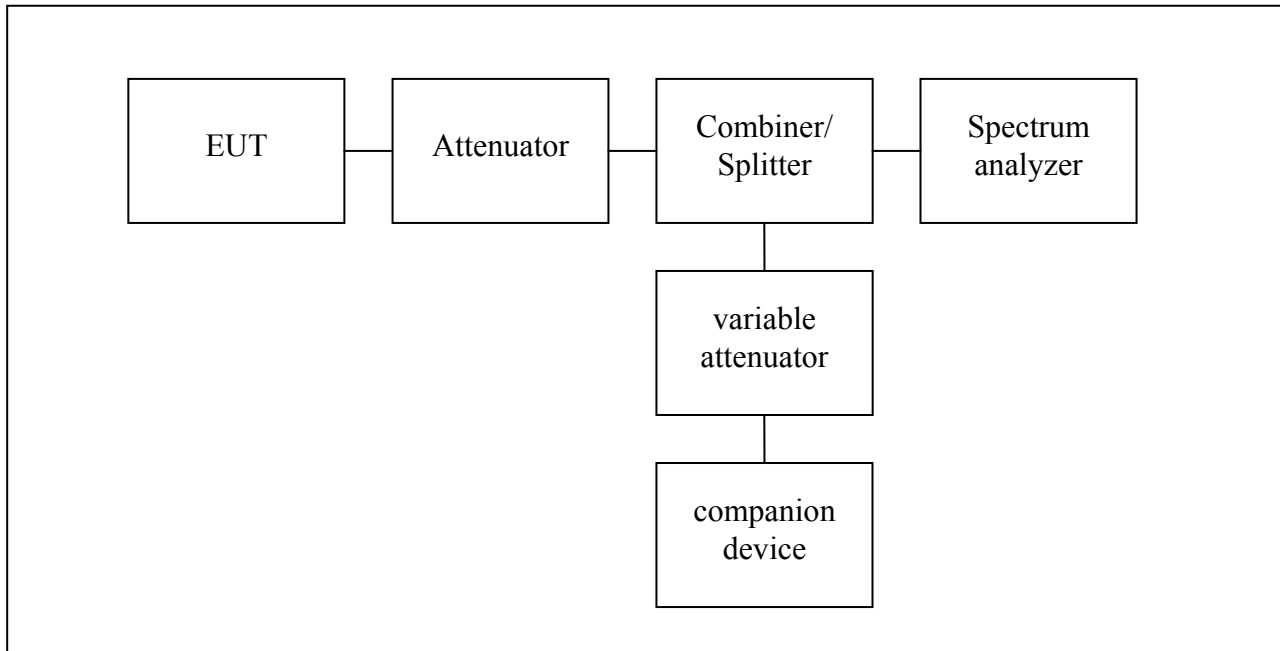 EUT
Attenuator
Combiner/
Splitter
Spectrum
analyzer
variable
attenuator
companion
device